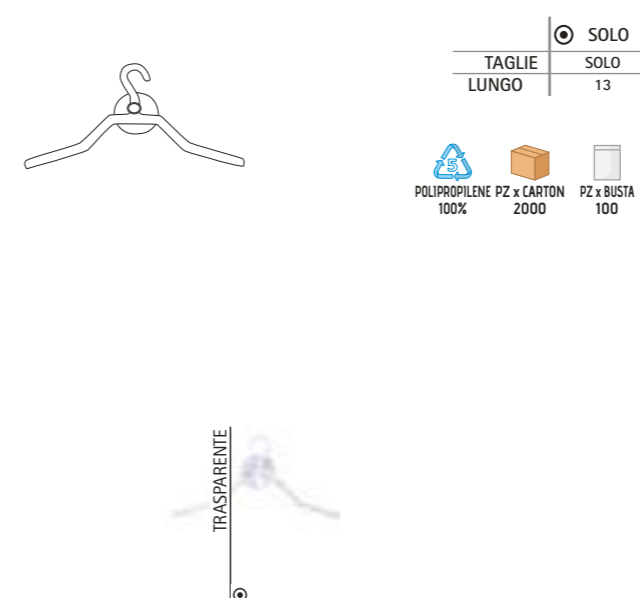 SOLO
TAGLIE SOLO
LUNGO 13
5
POLIPROPILENE PZ x CARTON PZ x BUSTA
100% 2000 100
TRASPARENTE